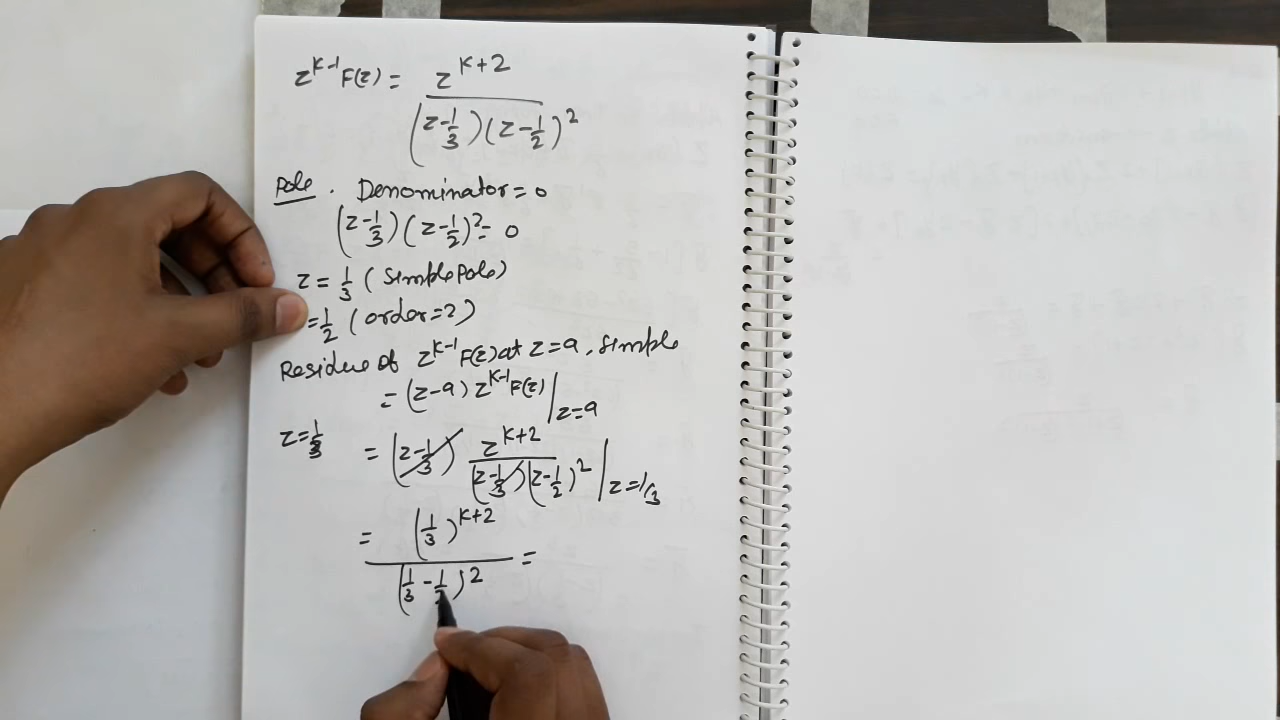 z^{K-1} F(z) = z^{K+2} / (z-1/3)(z-1/2)^2
Pole. Denominator = 0
(z-1/3)(z-1/2)^2 = 0
z = 1/3 (simple Pole)
= 1/2 (order=2)
Residue of z^{K-1} F(z) at z=a, simple
= (z-a) z^{K-1} F(z) |_{z=a}
z=1/3 = (z-1/3) z^{K+2} / (z-1/3)(z-1/2)^2 |_{z=1/3}
= (1/3)^{K+2} / (1/3 - 1/2)^2 =